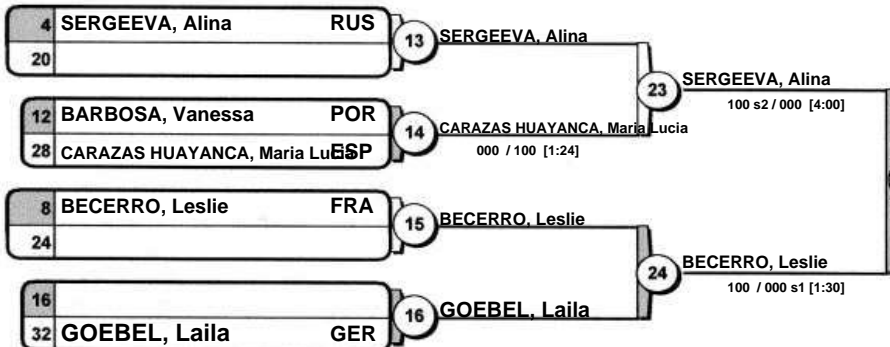 4 SERGEEVA, Alina RUS
20
13 SERGEEVA, Alina
23 SERGEEVA, Alina
100 s2 / 000 [4:00]
12 BARBOSA, Vanessa POR
28 CARAZAS HUAYANCA, Maria Lucia ESP
14 CARAZAS HUAYANCA, Maria Lucia
000 / 100 [1:24]
8 BECERRO, Leslie FRA
24
15 BECERRO, Leslie
24 BECERRO, Leslie
100 / 000 s1 [1:30]
16
32 GOEBEL, Laila GER
16 GOEBEL, Laila